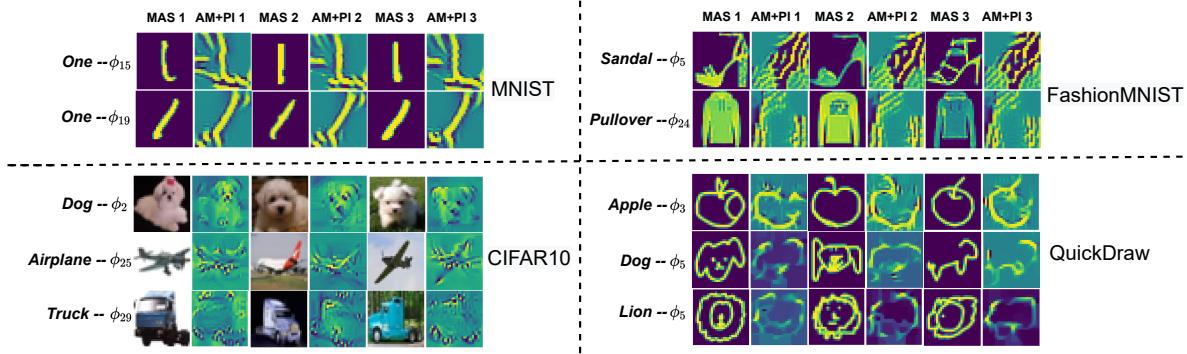 MAS 1 AM+PI 1 MAS 2 AM+PI 2 MAS 3 AM+PI 3
One -- ϕ15
One -- ϕ19
MNIST
MAS 1 AM+PI 1 MAS 2 AM+PI 2 MAS 3 AM+PI 3
Sandal -- ϕ5
Pullover -- ϕ24
FashionMNIST
Dog -- ϕ2
Airplane -- ϕ25
Truck -- ϕ29
CIFAR10
Apple -- ϕ3
Dog -- ϕ5
Lion -- ϕ5
QuickDraw